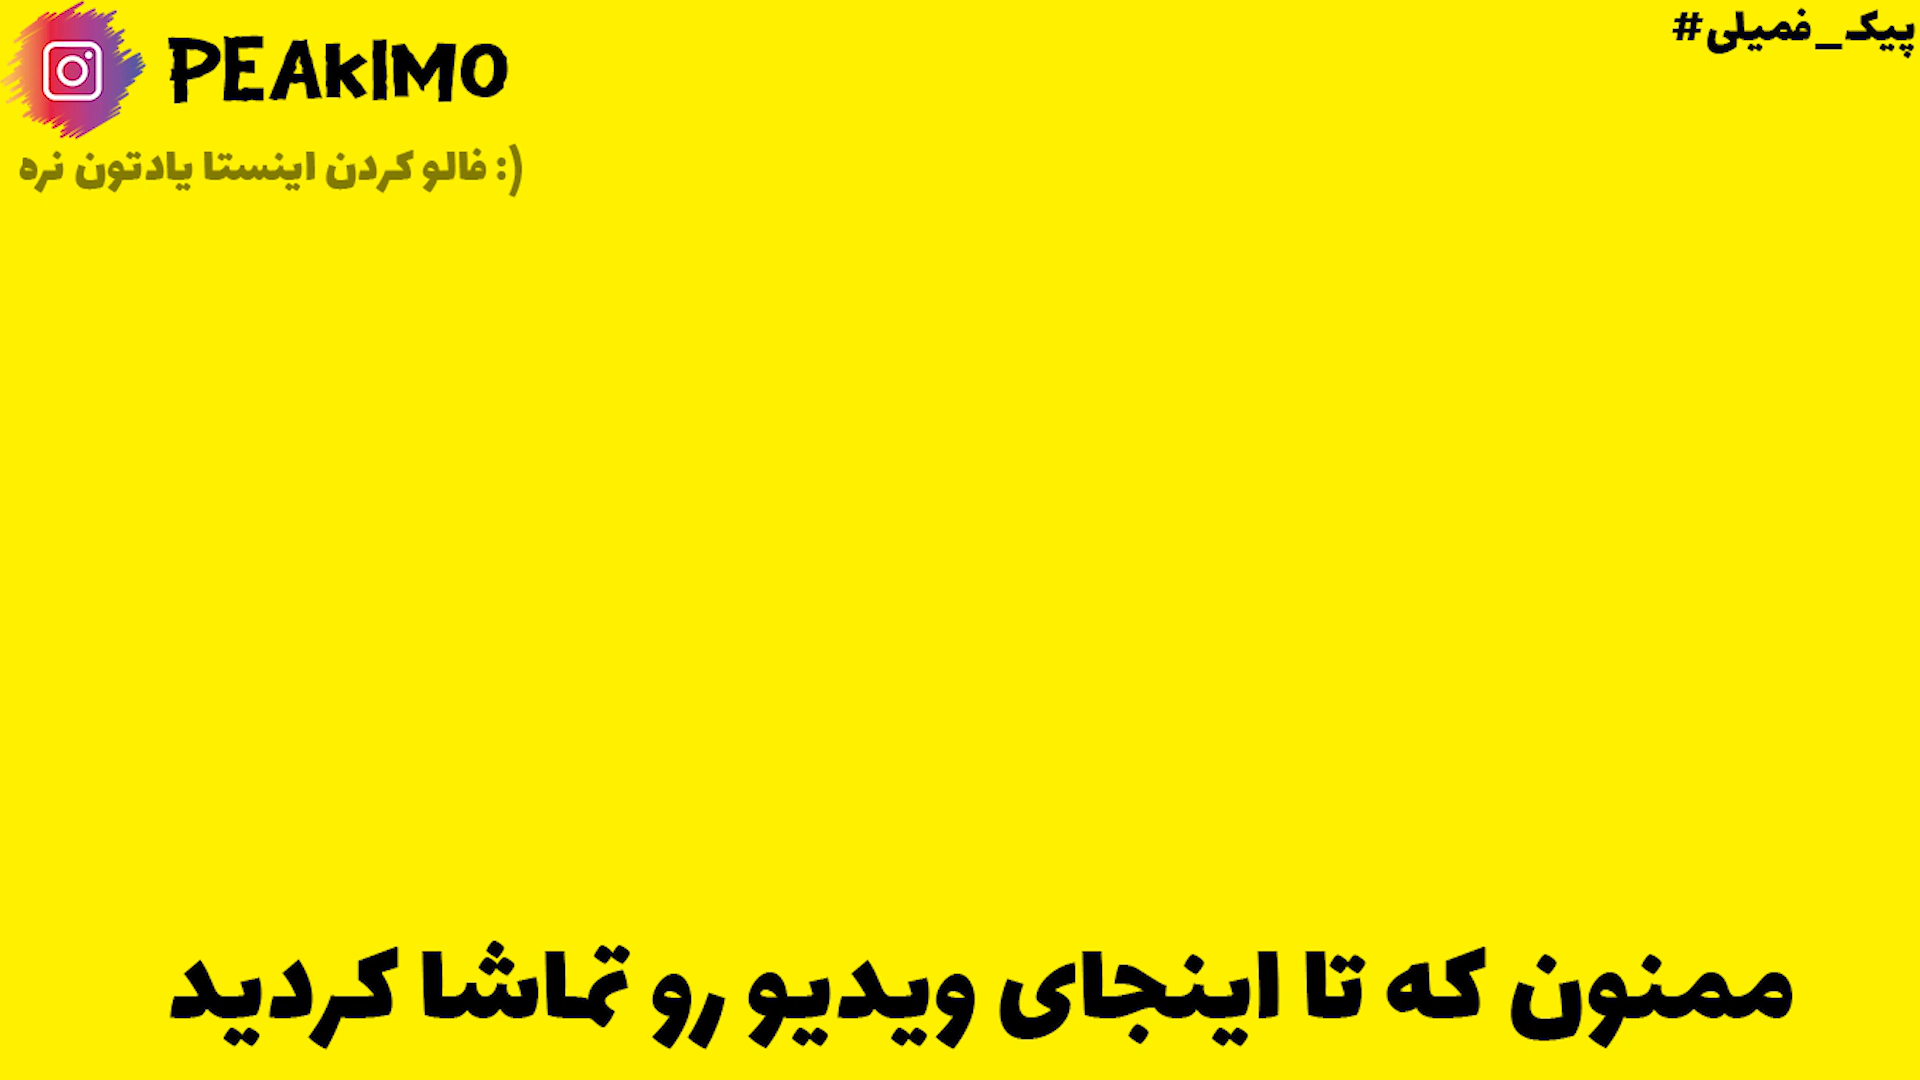 PEAKIMO
#پیک_فمیلی
فالو کردن اینستا یادتون نره :)
ممنون که تا اینجای ویدیو رو تماشا کردید